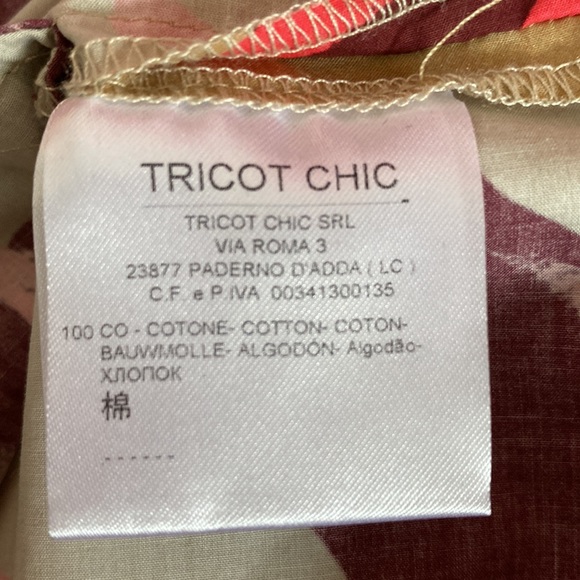 TRICOT CHIC
TRICOT CHIC SRL
VIA ROMA 3
23877 PADERNO D'ADDA ( LC )
C.F. e P.IVA 00341300135
100 CO - COTONE- COTTON- COTON-
BAUWMOLLE- ALGODÓN- Algodão-
ХЛОПОК
棉
------